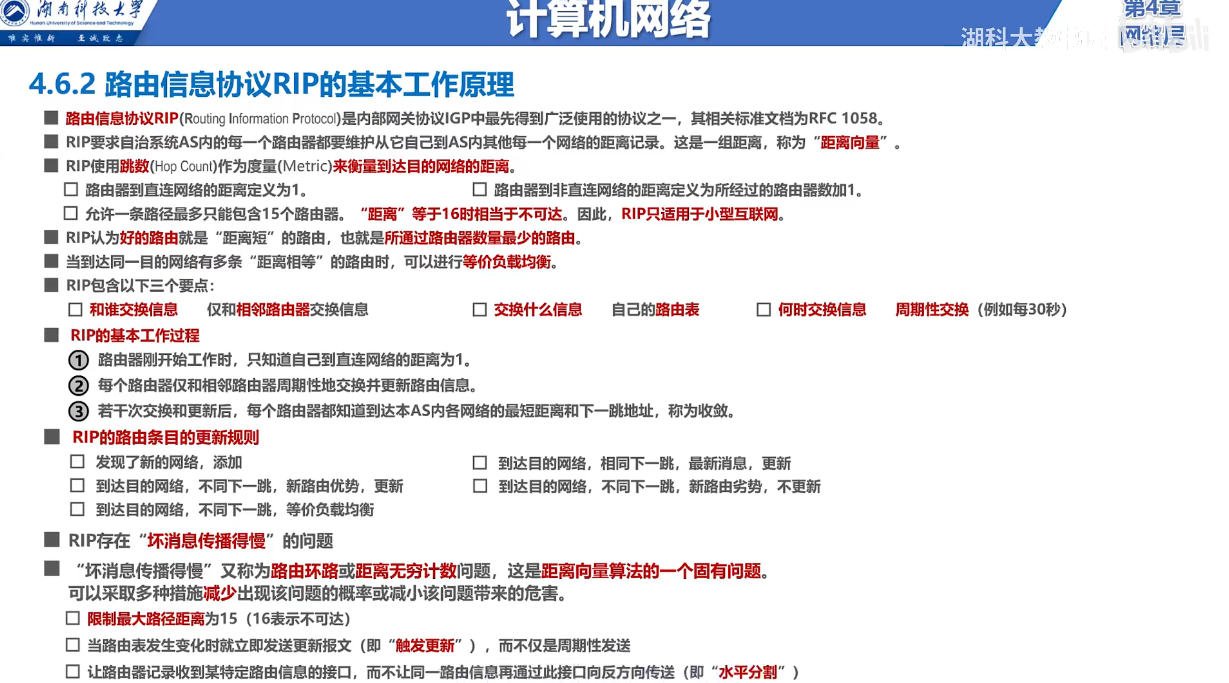 湖南科技大学
Hunan University of Science and Technology
唯实惟新 至诚致志
计算机网络
第4章
网络层
湖科大教书匠
bilibili
4.6.2 路由信息协议RIP的基本工作原理
■ 路由信息协议RIP(Routing Information Protocol)是内部网关协议IGP中最先得到广泛使用的协议之一，其相关标准文档为RFC 1058。
■ RIP要求自治系统AS内的每一个路由器都要维护从它自己到AS内其他每一个网络的距离记录。这是一组距离，称为“距离向量”。
■ RIP使用跳数(Hop Count)作为度量(Metric)来衡量到达目的网络的距离。
□ 路由器到直连网络的距离定义为1。 □ 路由器到非直连网络的距离定义为所经过的路由器数加1。
□ 允许一条路径最多只能包含15个路由器。“距离”等于16时相当于不可达。因此，RIP只适用于小型互联网。
■ RIP认为好的路由就是“距离短”的路由，也就是所通过路由器数量最少的路由。
■ 当到达同一目的网络有多条“距离相等”的路由时，可以进行等价负载均衡。
■ RIP包含以下三个要点：
□ 和谁交换信息 仅和相邻路由器交换信息 □ 交换什么信息 自己的路由表 □ 何时交换信息 周期性交换（例如每30秒）
■ RIP的基本工作过程
① 路由器刚开始工作时，只知道自己到直连网络的距离为1。
② 每个路由器仅和相邻路由器周期性地交换并更新路由信息。
③ 若干次交换和更新后，每个路由器都知道到达本AS内各网络的最短距离和下一跳地址，称为收敛。
■ RIP的路由条目的更新规则
□ 发现了新的网络，添加 □ 到达目的网络，相同下一跳，最新消息，更新
□ 到达目的网络，不同下一跳，新路由优势，更新 □ 到达目的网络，不同下一跳，新路由劣势，不更新
□ 到达目的网络，不同下一跳，等价负载均衡
■ RIP存在“坏消息传播得慢”的问题
■ “坏消息传播得慢”又称为路由环路或距离无穷计数问题，这是距离向量算法的一个固有问题。
可以采取多种措施减少出现该问题的概率或减小该问题带来的危害。
□ 限制最大路径距离为15（16表示不可达）
□ 当路由表发生变化时就立即发送更新报文（即“触发更新”），而不仅是周期性发送
□ 让路由器记录收到某特定路由信息的接口，而不让同一路由信息再通过此接口向反方向传送（即“水平分割”）